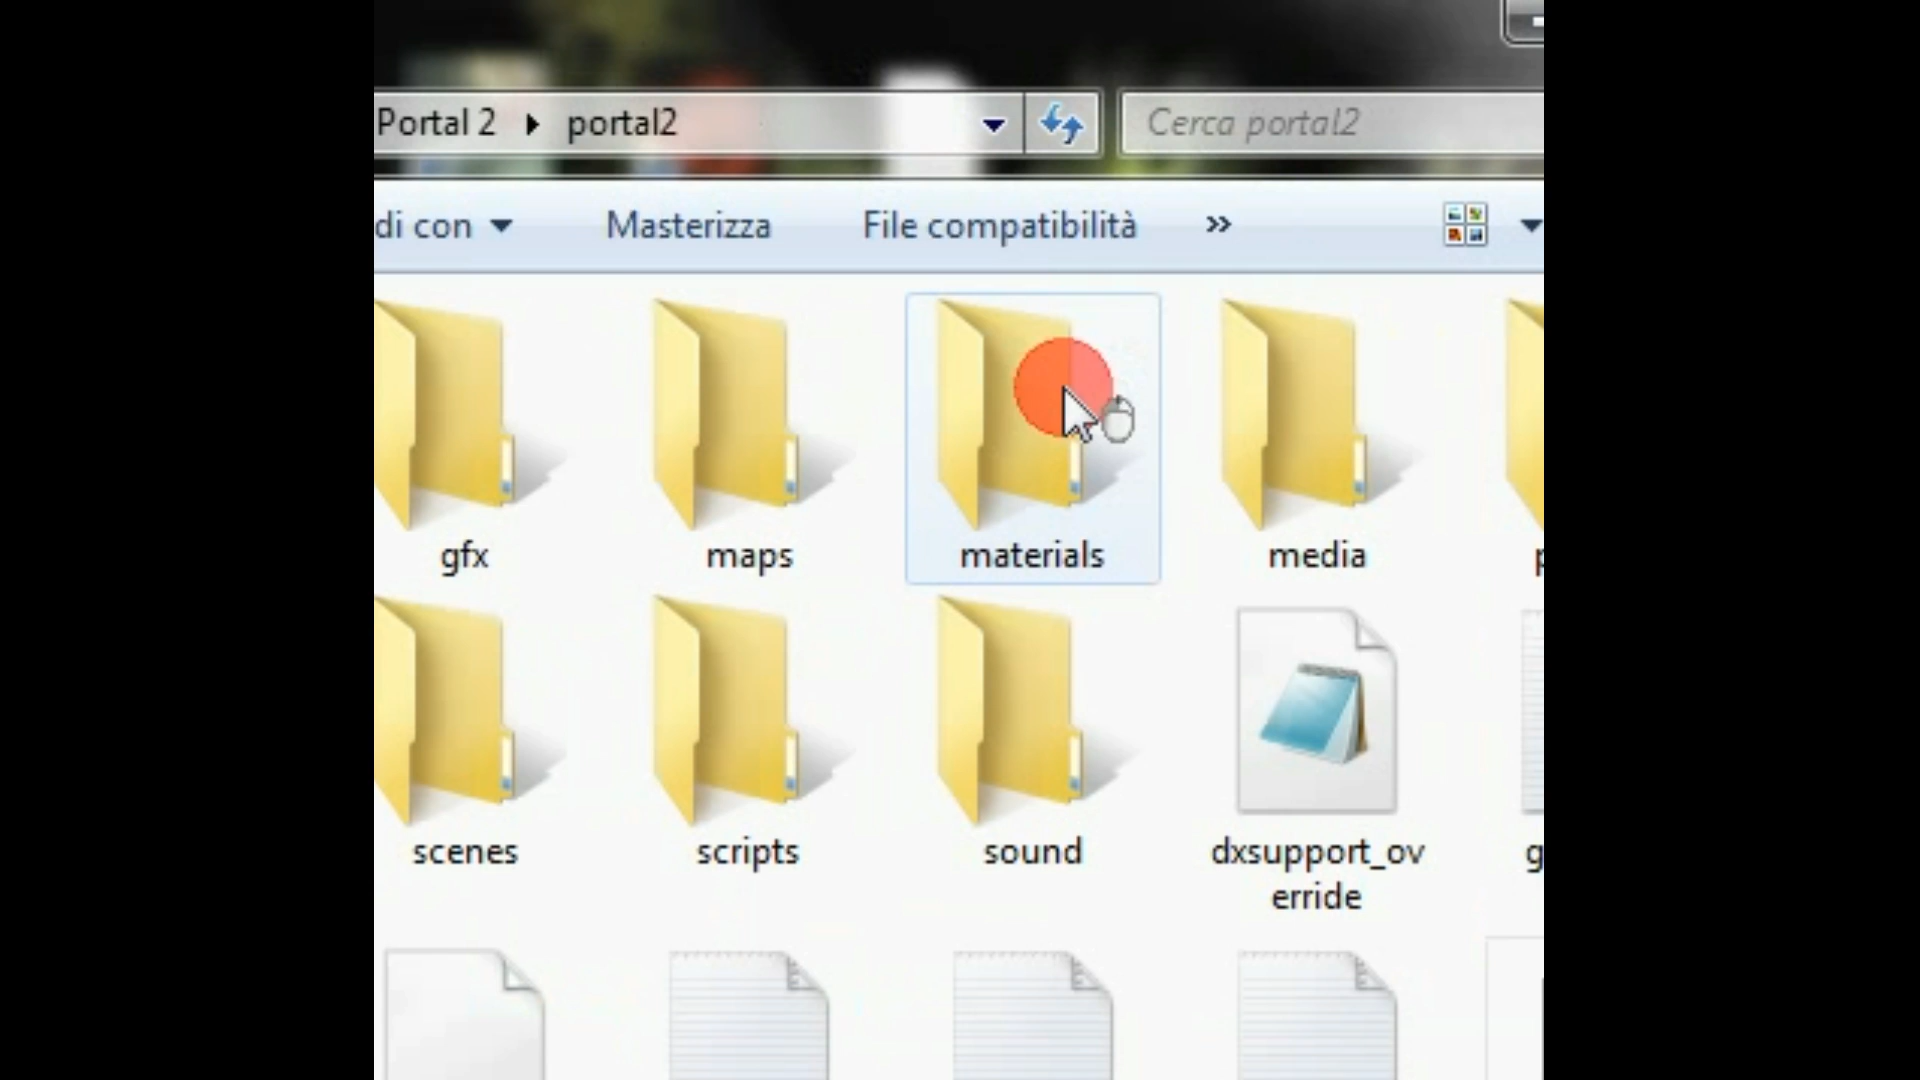 Portal 2 ▸ portal2
Cerca portal2
di con
Masterizza
File compatibilità
»
gfx
maps
materials
media
scenes
scripts
sound
dxsupport_ov
erride